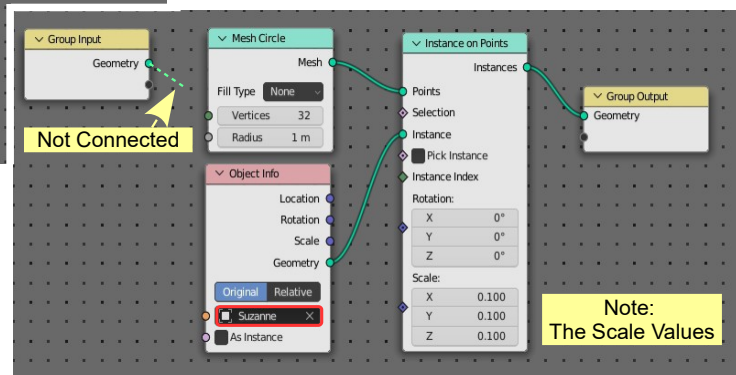 Group Input
Geometry
Not Connected
Mesh Circle
Mesh
Fill Type None
Vertices 32
Radius 1 m
Object Info
Location
Rotation
Scale
Geometry
Original Relative
Suzanne
As Instance
Instance on Points
Instances
Points
Selection
Instance
Pick Instance
Instance Index
Rotation:
X 0°
Y 0°
Z 0°
Scale:
X 0.100
Y 0.100
Z 0.100
Group Output
Geometry
Note:
The Scale Values